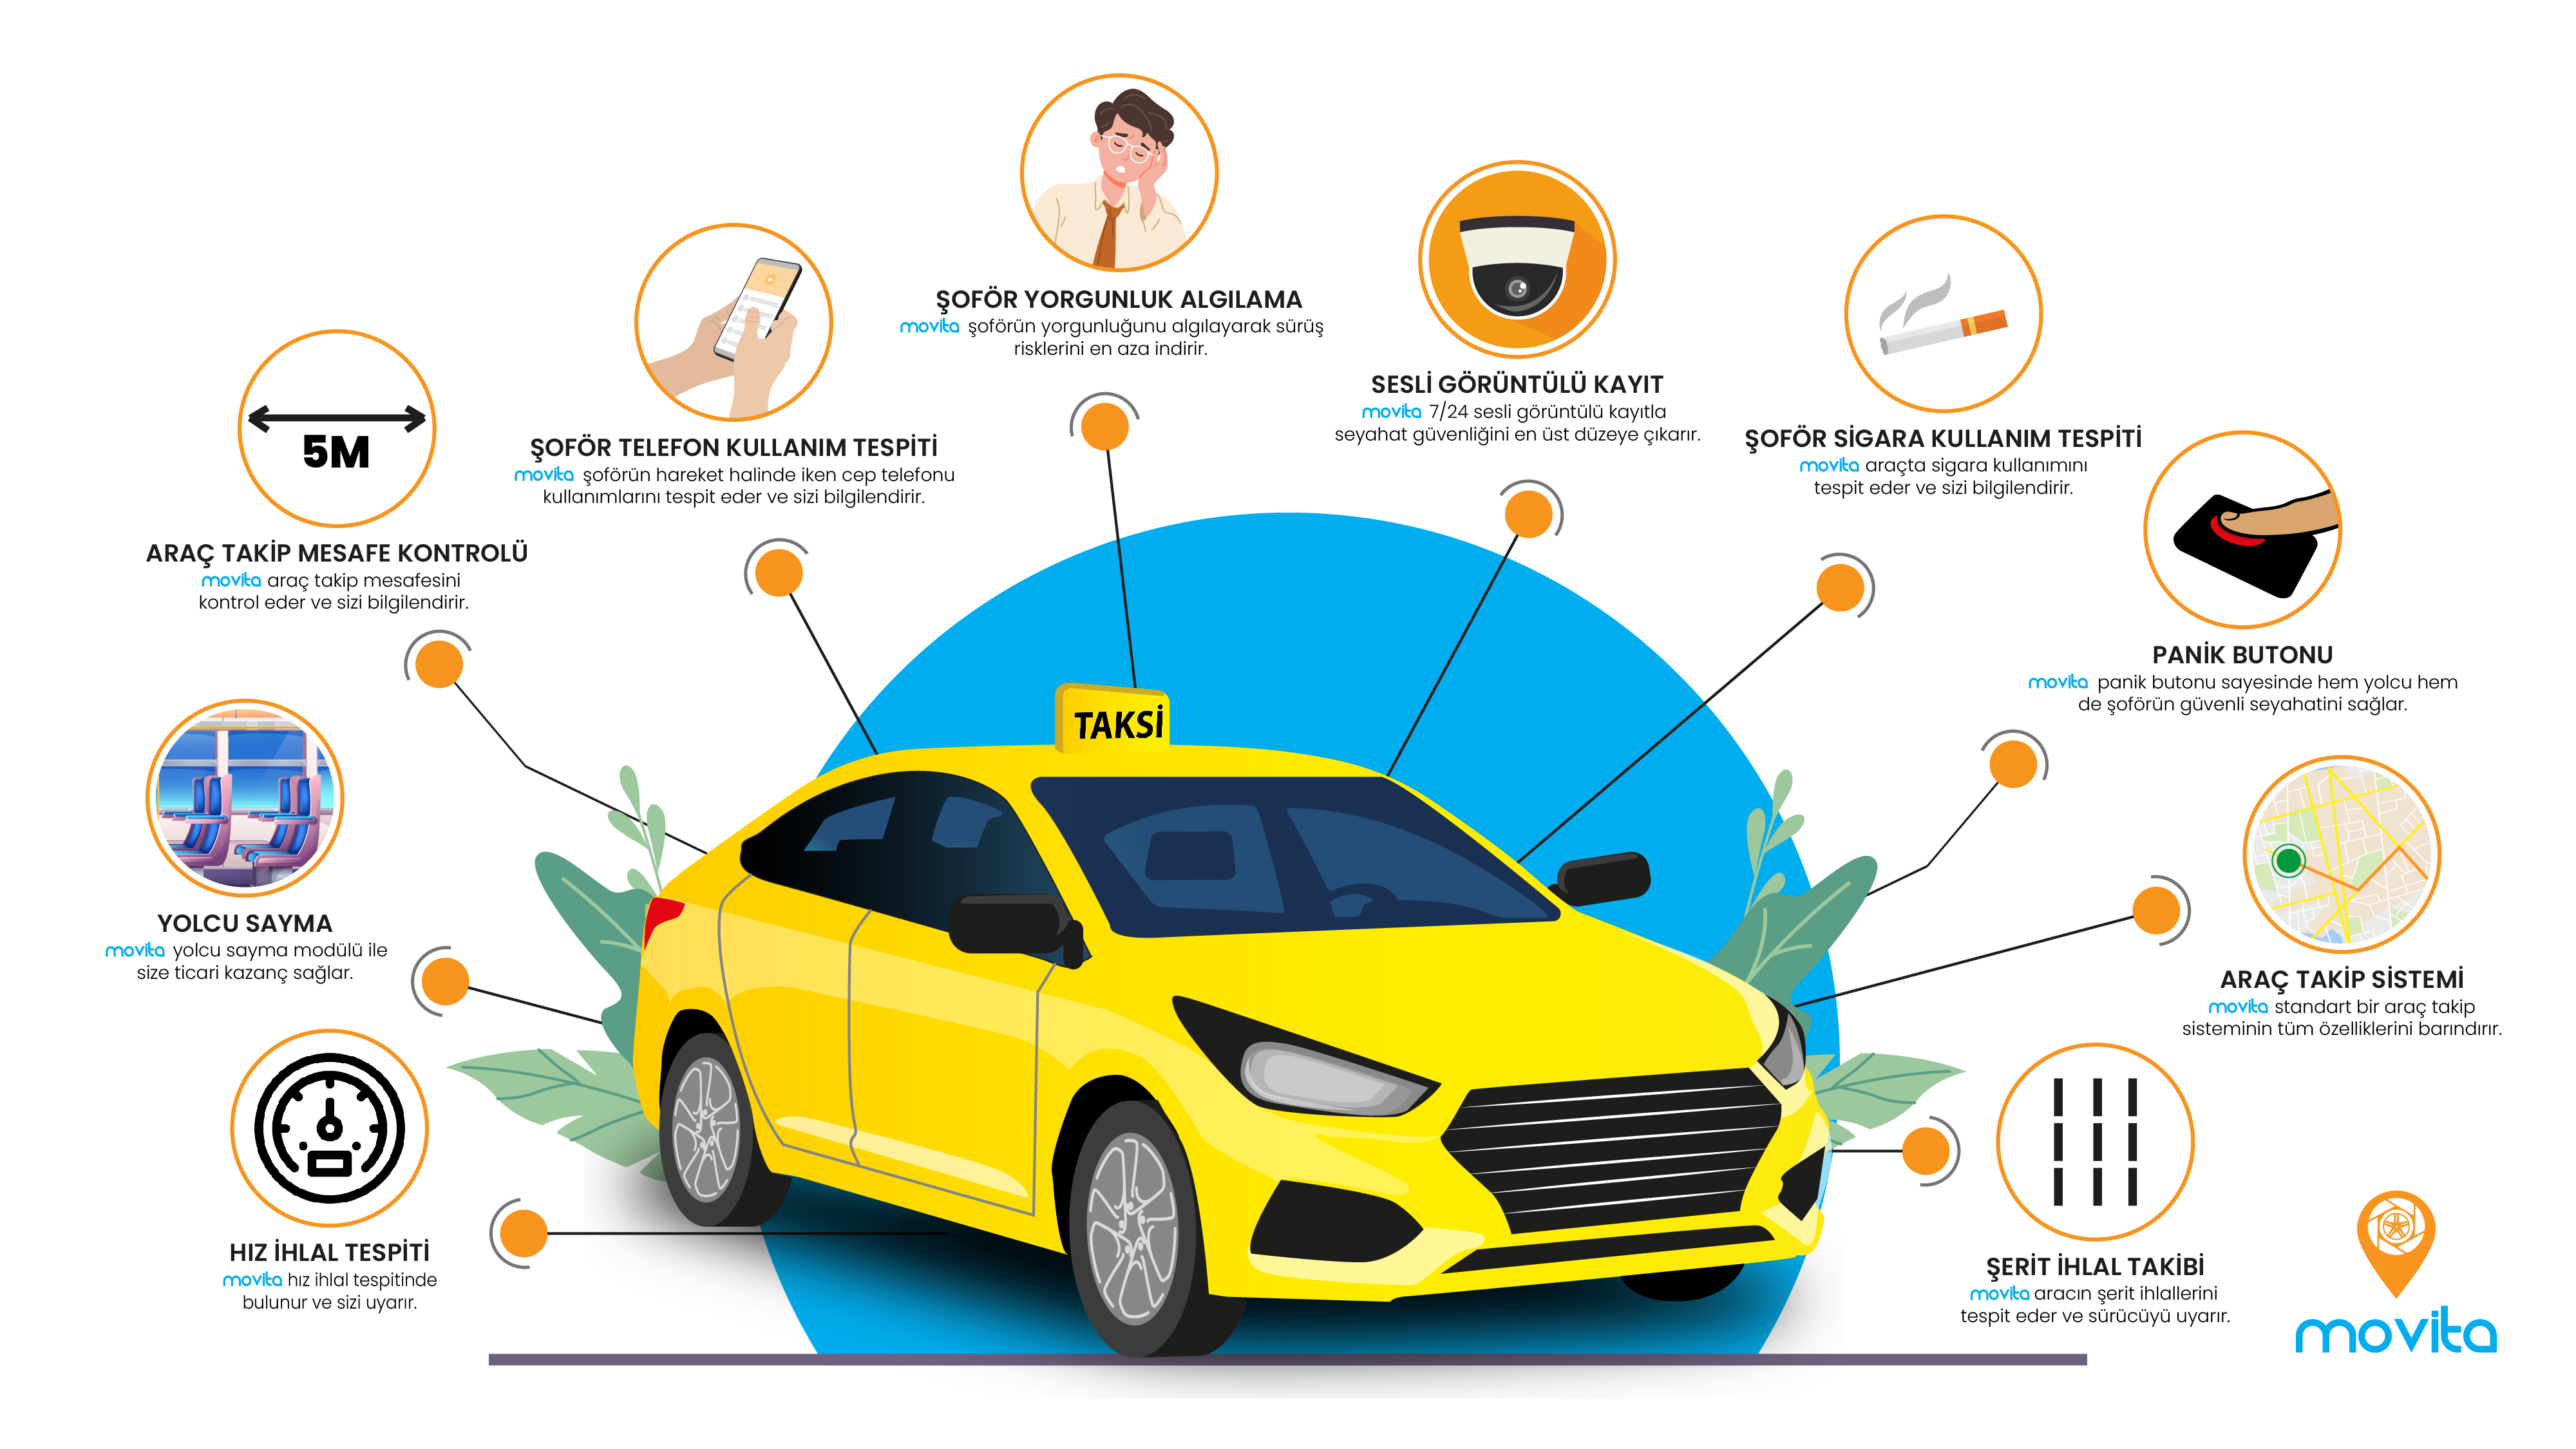 ŞOFÖR YORGUNLUK ALGILAMA
movita şoförün yorgunluğunu algılayarak sürüş
risklerini en aza indirir.
SESLİ GÖRÜNTÜLÜ KAYIT
movita 7/24 sesli görüntülü kayıtla
seyahat güvenliğini en üst düzeye çıkarır.
ŞOFÖR SİGARA KULLANIM TESPİTİ
movita araçta sigara kullanımını
tespit eder ve sizi bilgilendirir.
ŞOFÖR TELEFON KULLANIM TESPİTİ
movita şoförün hareket halinde iken cep telefonu
kullanımlarını tespit eder ve sizi bilgilendirir.
5M
ARAÇ TAKİP MESAFE KONTROLÜ
movita araç takip mesafesini
kontrol eder ve sizi bilgilendirir.
PANİK BUTONU
movita panik butonu sayesinde hem yolcu hem
de şoförün güvenli seyahatini sağlar.
TAKSİ
YOLCU SAYMA
movita yolcu sayma modülü ile
size ticari kazanç sağlar.
ARAÇ TAKİP SİSTEMİ
movita standart bir araç takip
sisteminin tüm özelliklerini barındırır.
HIZ İHLAL TESPİTİ
movita hız ihlal tespitinde
bulunur ve sizi uyarır.
ŞERİT İHLAL TAKİBİ
movita aracın şerit ihlallerini
tespit eder ve sürücüyü uyarır.
movita